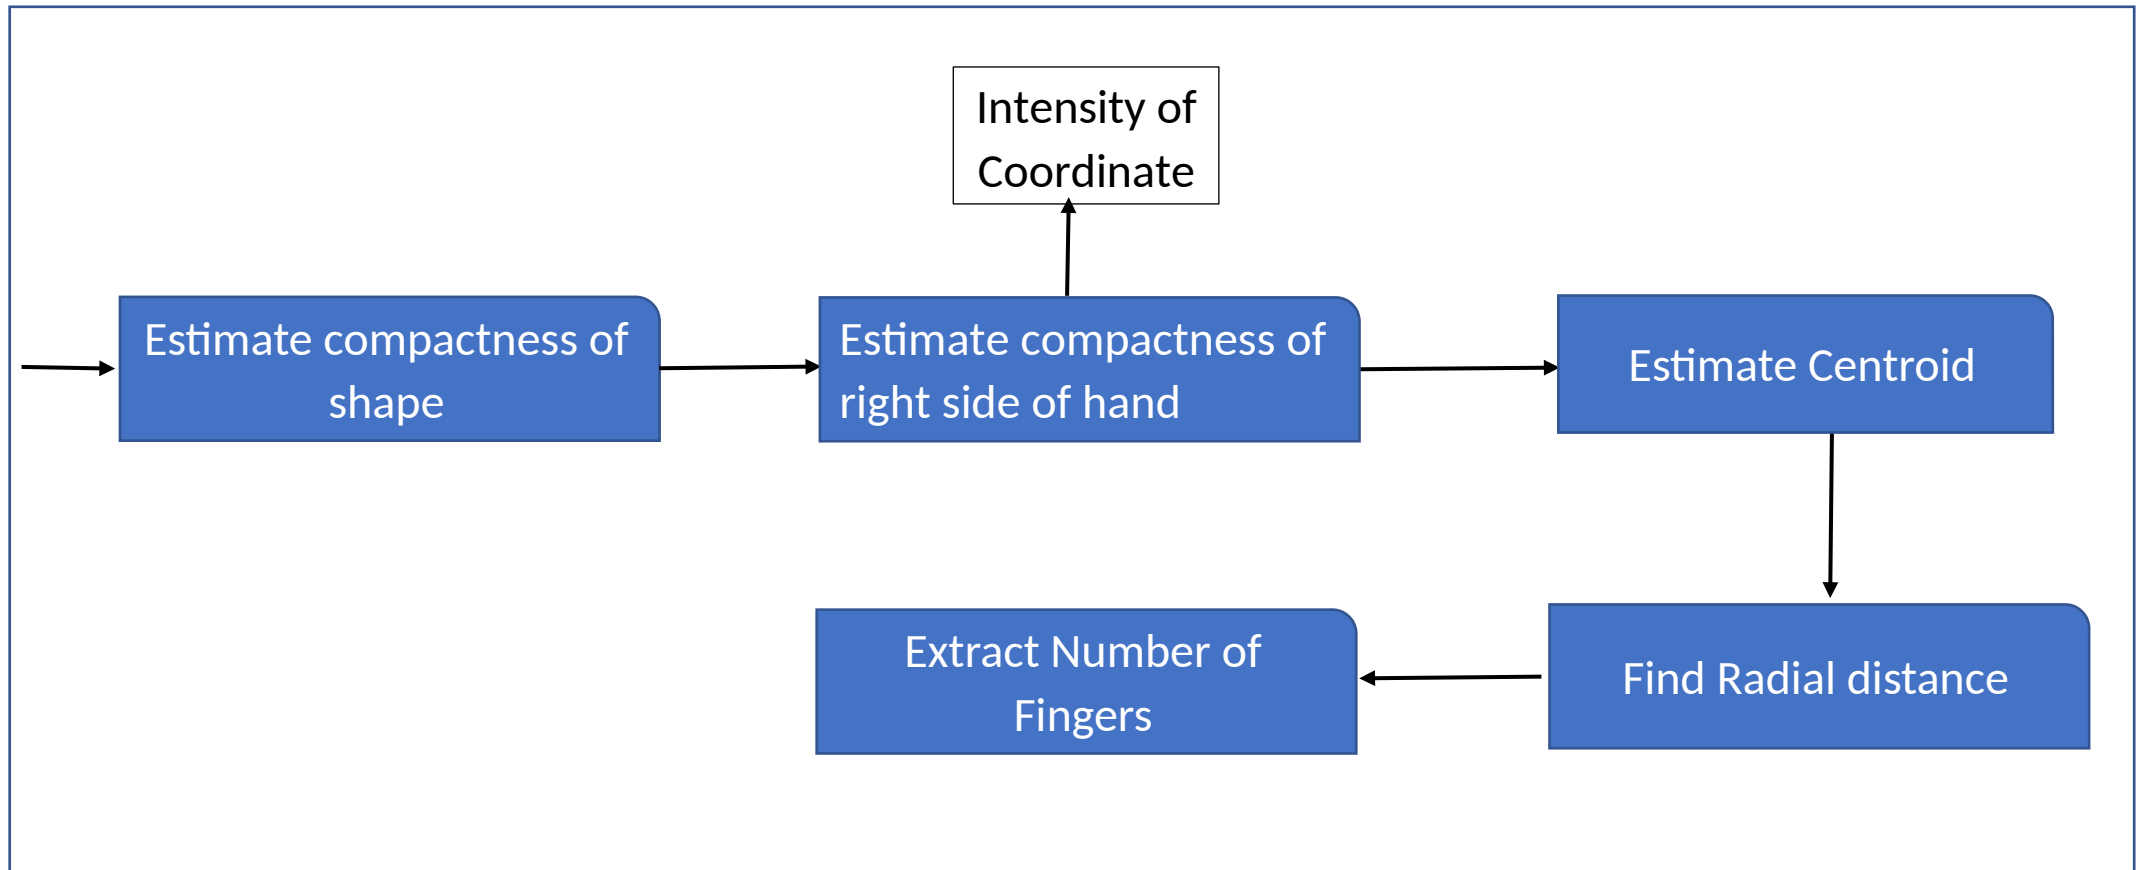 Intensity of
Coordinate
Estimate compactness of
shape
Estimate compactness of
right side of hand
Estimate Centroid
Extract Number of
Fingers
Find Radial distance